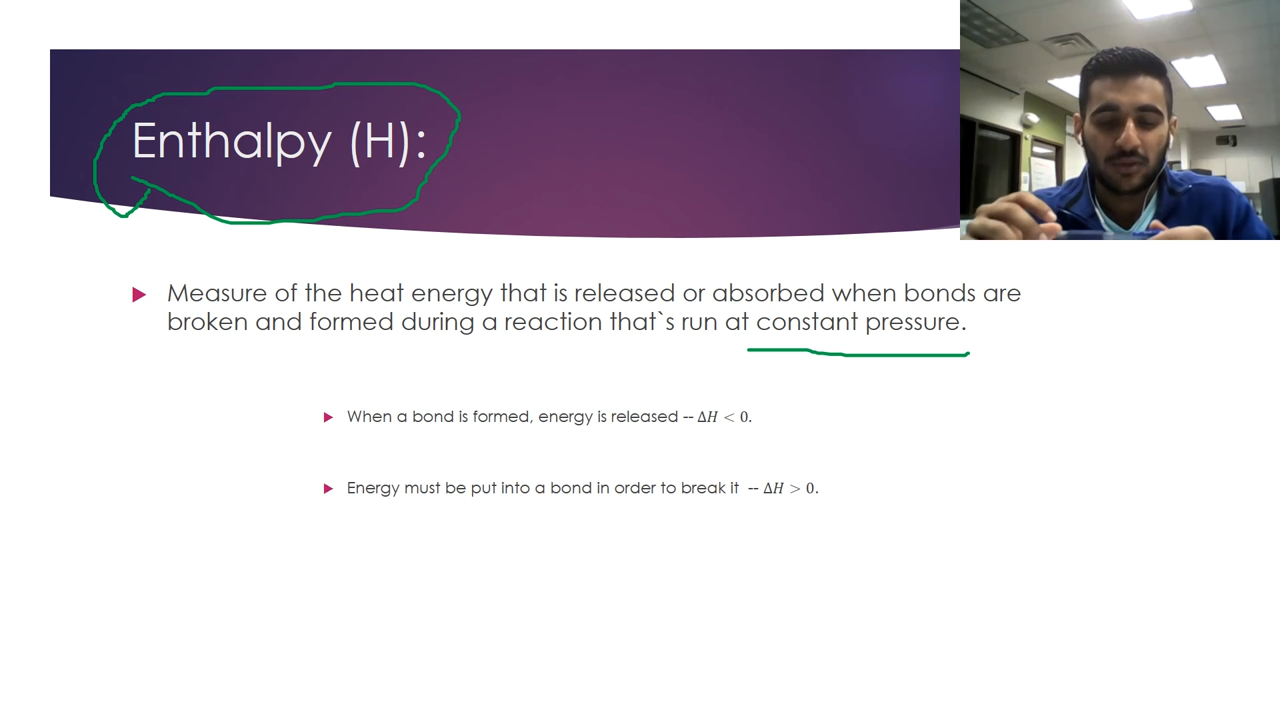 Enthalpy (H):
Measure of the heat energy that is released or absorbed when bonds are
broken and formed during a reaction that`s run at constant pressure.
When a bond is formed, energy is released -- ΔH < 0.
Energy must be put into a bond in order to break it -- ΔH > 0.